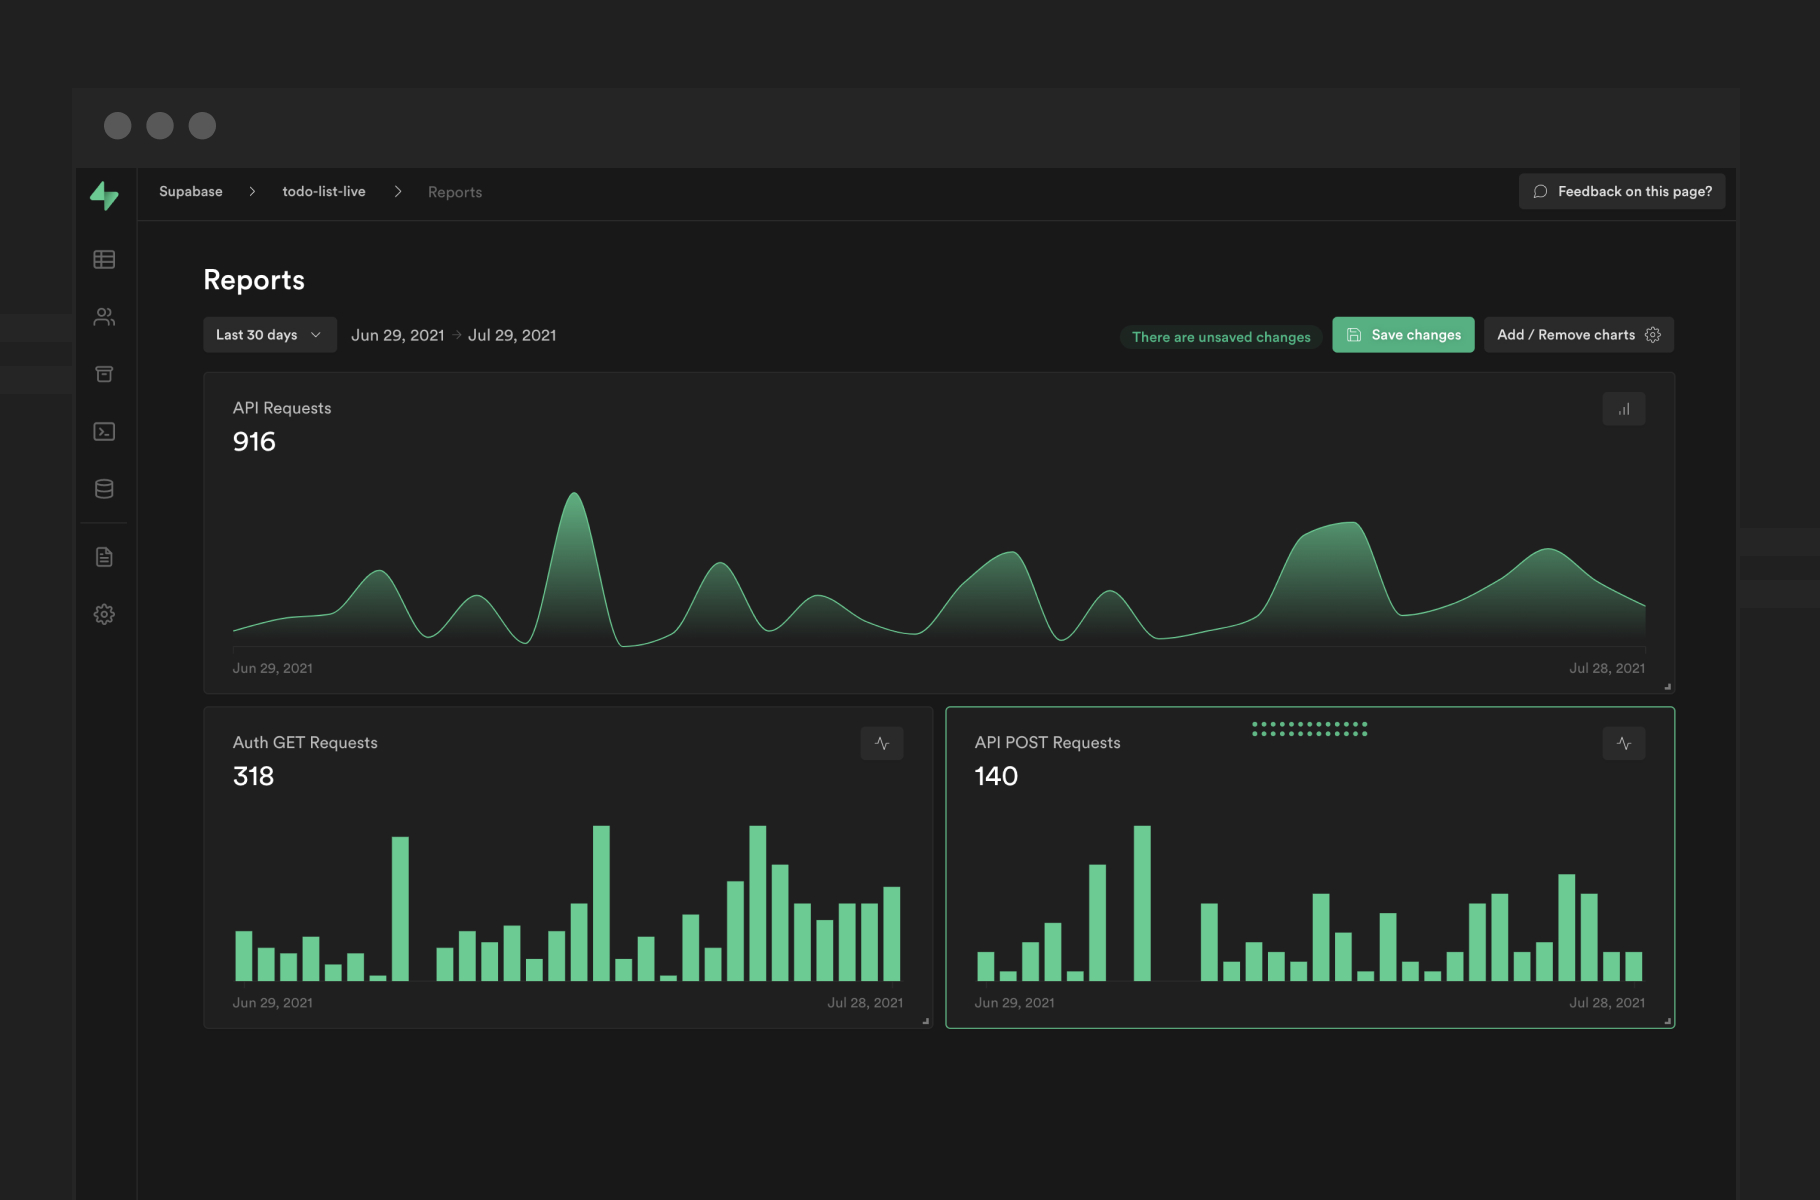 Supabase > todo-list-live > Reports
Feedback on this page?
Reports
Last 30 days
Jun 29, 2021 → Jul 29, 2021
There are unsaved changes
Save changes
Add / Remove charts
API Requests
916
Jun 29, 2021
Jul 28, 2021
Auth GET Requests
318
Jun 29, 2021
Jul 28, 2021
API POST Requests
140
Jun 29, 2021
Jul 28, 2021